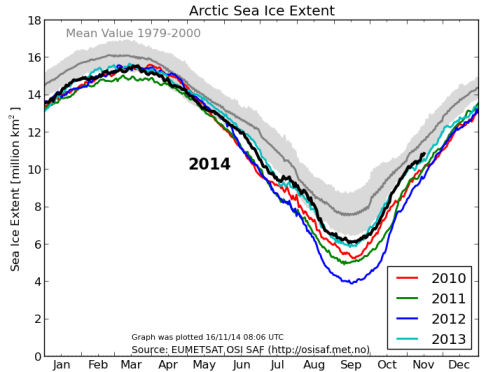 Arctic Sea Ice Extent
Mean Value 1979-2000
18
16
14
12
10
8
6
4
2
0
Sea Ice Extent [million km²]
2014
2010
2011
2012
2013
Graph was plotted 16/11/14 08:06 UTC
Source: EUMETSAT OSI SAF (http://osisaf.met.no)
Jan Feb Mar Apr May Jun Jul Aug Sep Oct Nov Dec